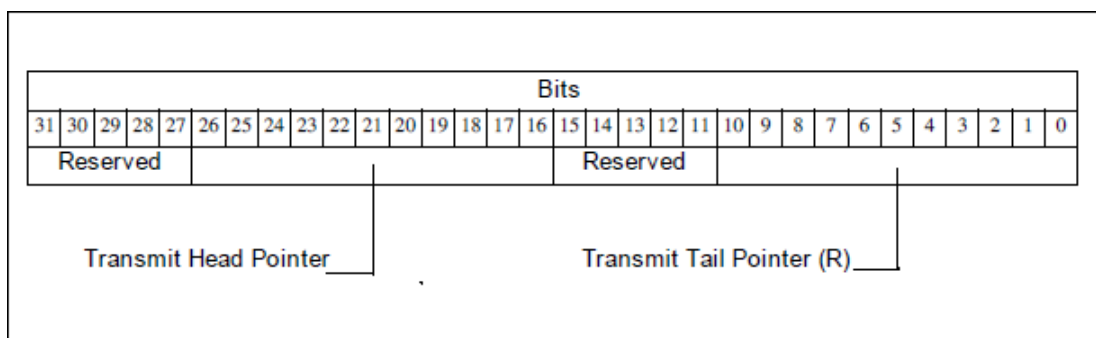 Bits
31 30 29 28 27 26 25 24 23 22 21 20 19 18 17 16 15 14 13 12 11 10 9 8 7 6 5 4 3 2 1 0
Reserved Reserved
Transmit Head Pointer Transmit Tail Pointer (R)